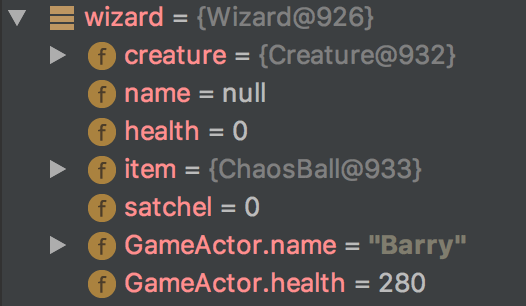 wizard = {Wizard@926}
f creature = {Creature@932}
f name = null
f health = 0
f item = {ChaosBall@933}
f satchel = 0
f GameActor.name = "Barry"
f GameActor.health = 280